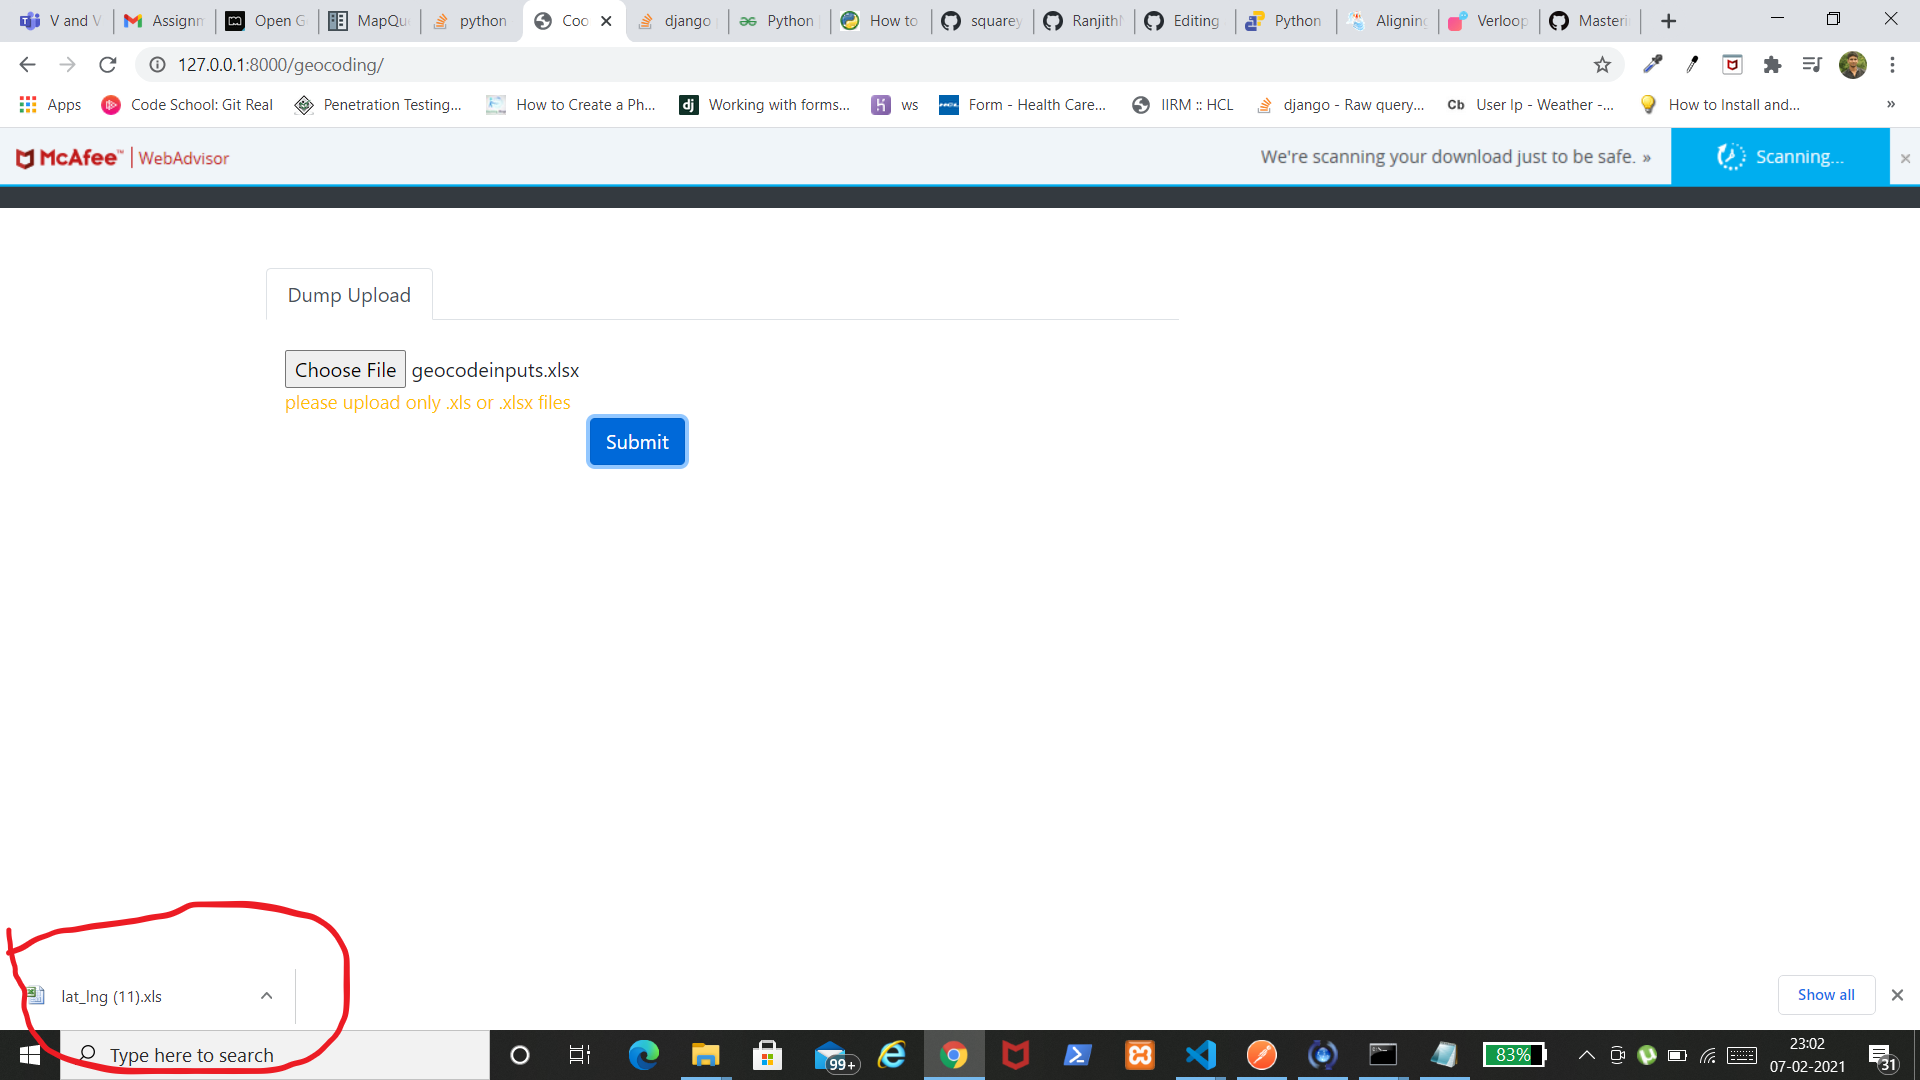 V and V
Assignm
Open G
MapQue
python
Coo
django
Python
How to
squarey
Ranjith
Editing
Python
Aligning
Verloop
Masteri
127.0.0.1:8000/geocoding/
Apps
Code School: Git Real
Penetration Testing...
How to Create a Ph...
dj
Working with forms...
ws
HCL
Form - Health Care...
IIRM :: HCL
django - Raw query...
Cb
User Ip - Weather -...
How to Install and...
»
McAfee™ | WebAdvisor
We're scanning your download just to be safe. »
Scanning...
Dump Upload
Choose File geocodeinputs.xlsx
please upload only .xls or .xlsx files
Submit
lat_lng (11).xls
Show all
Type here to search
99+
83%
23:02
07-02-2021
31